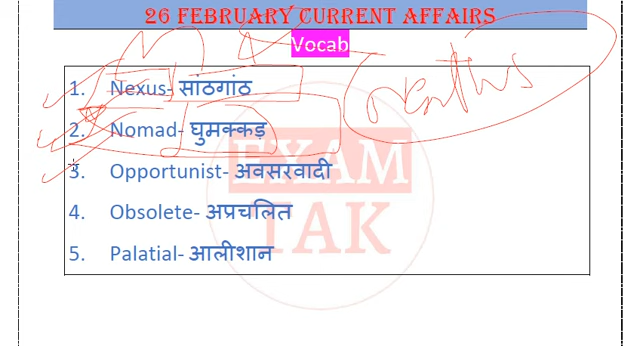 26 FEBRUARY CURRENT AFFAIRS
Vocab
1. Nexus- सांठगांठ
2. Nomad- घुमक्कड़
3. Opportunist- अवसरवादी
4. Obsolete- अप्रचलित
5. Palatial- आलीशान
EXAM
TAK